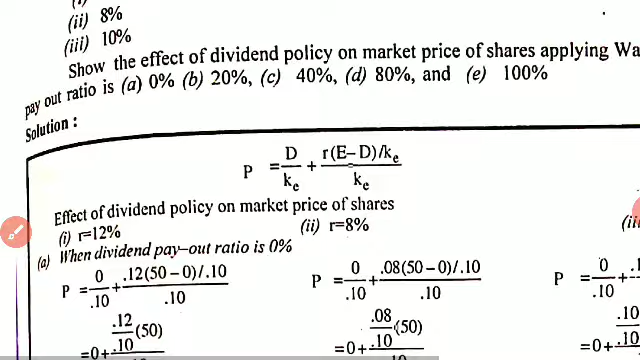 (ii) 8%
(iii) 10%
Show the effect of dividend policy on market price of shares applying
pay out ratio is (a) 0% (b) 20%, (c) 40%, (d) 80%, and (e) 100%
Solution :
P = D/kₑ + r(E–D)/kₑ / kₑ
Effect of dividend policy on market price of shares
(i) r=12% (ii) r=8%
(a) When dividend pay–out ratio is 0%
P = 0/.10 + .12(50–0)/.10 / .10 P = 0/.10 + .08(50–0)/.10 / .10 P = 0/.10 +
=0+ .12/.10 (50) =0+ .08/.10 (50) =0+ .10/.10